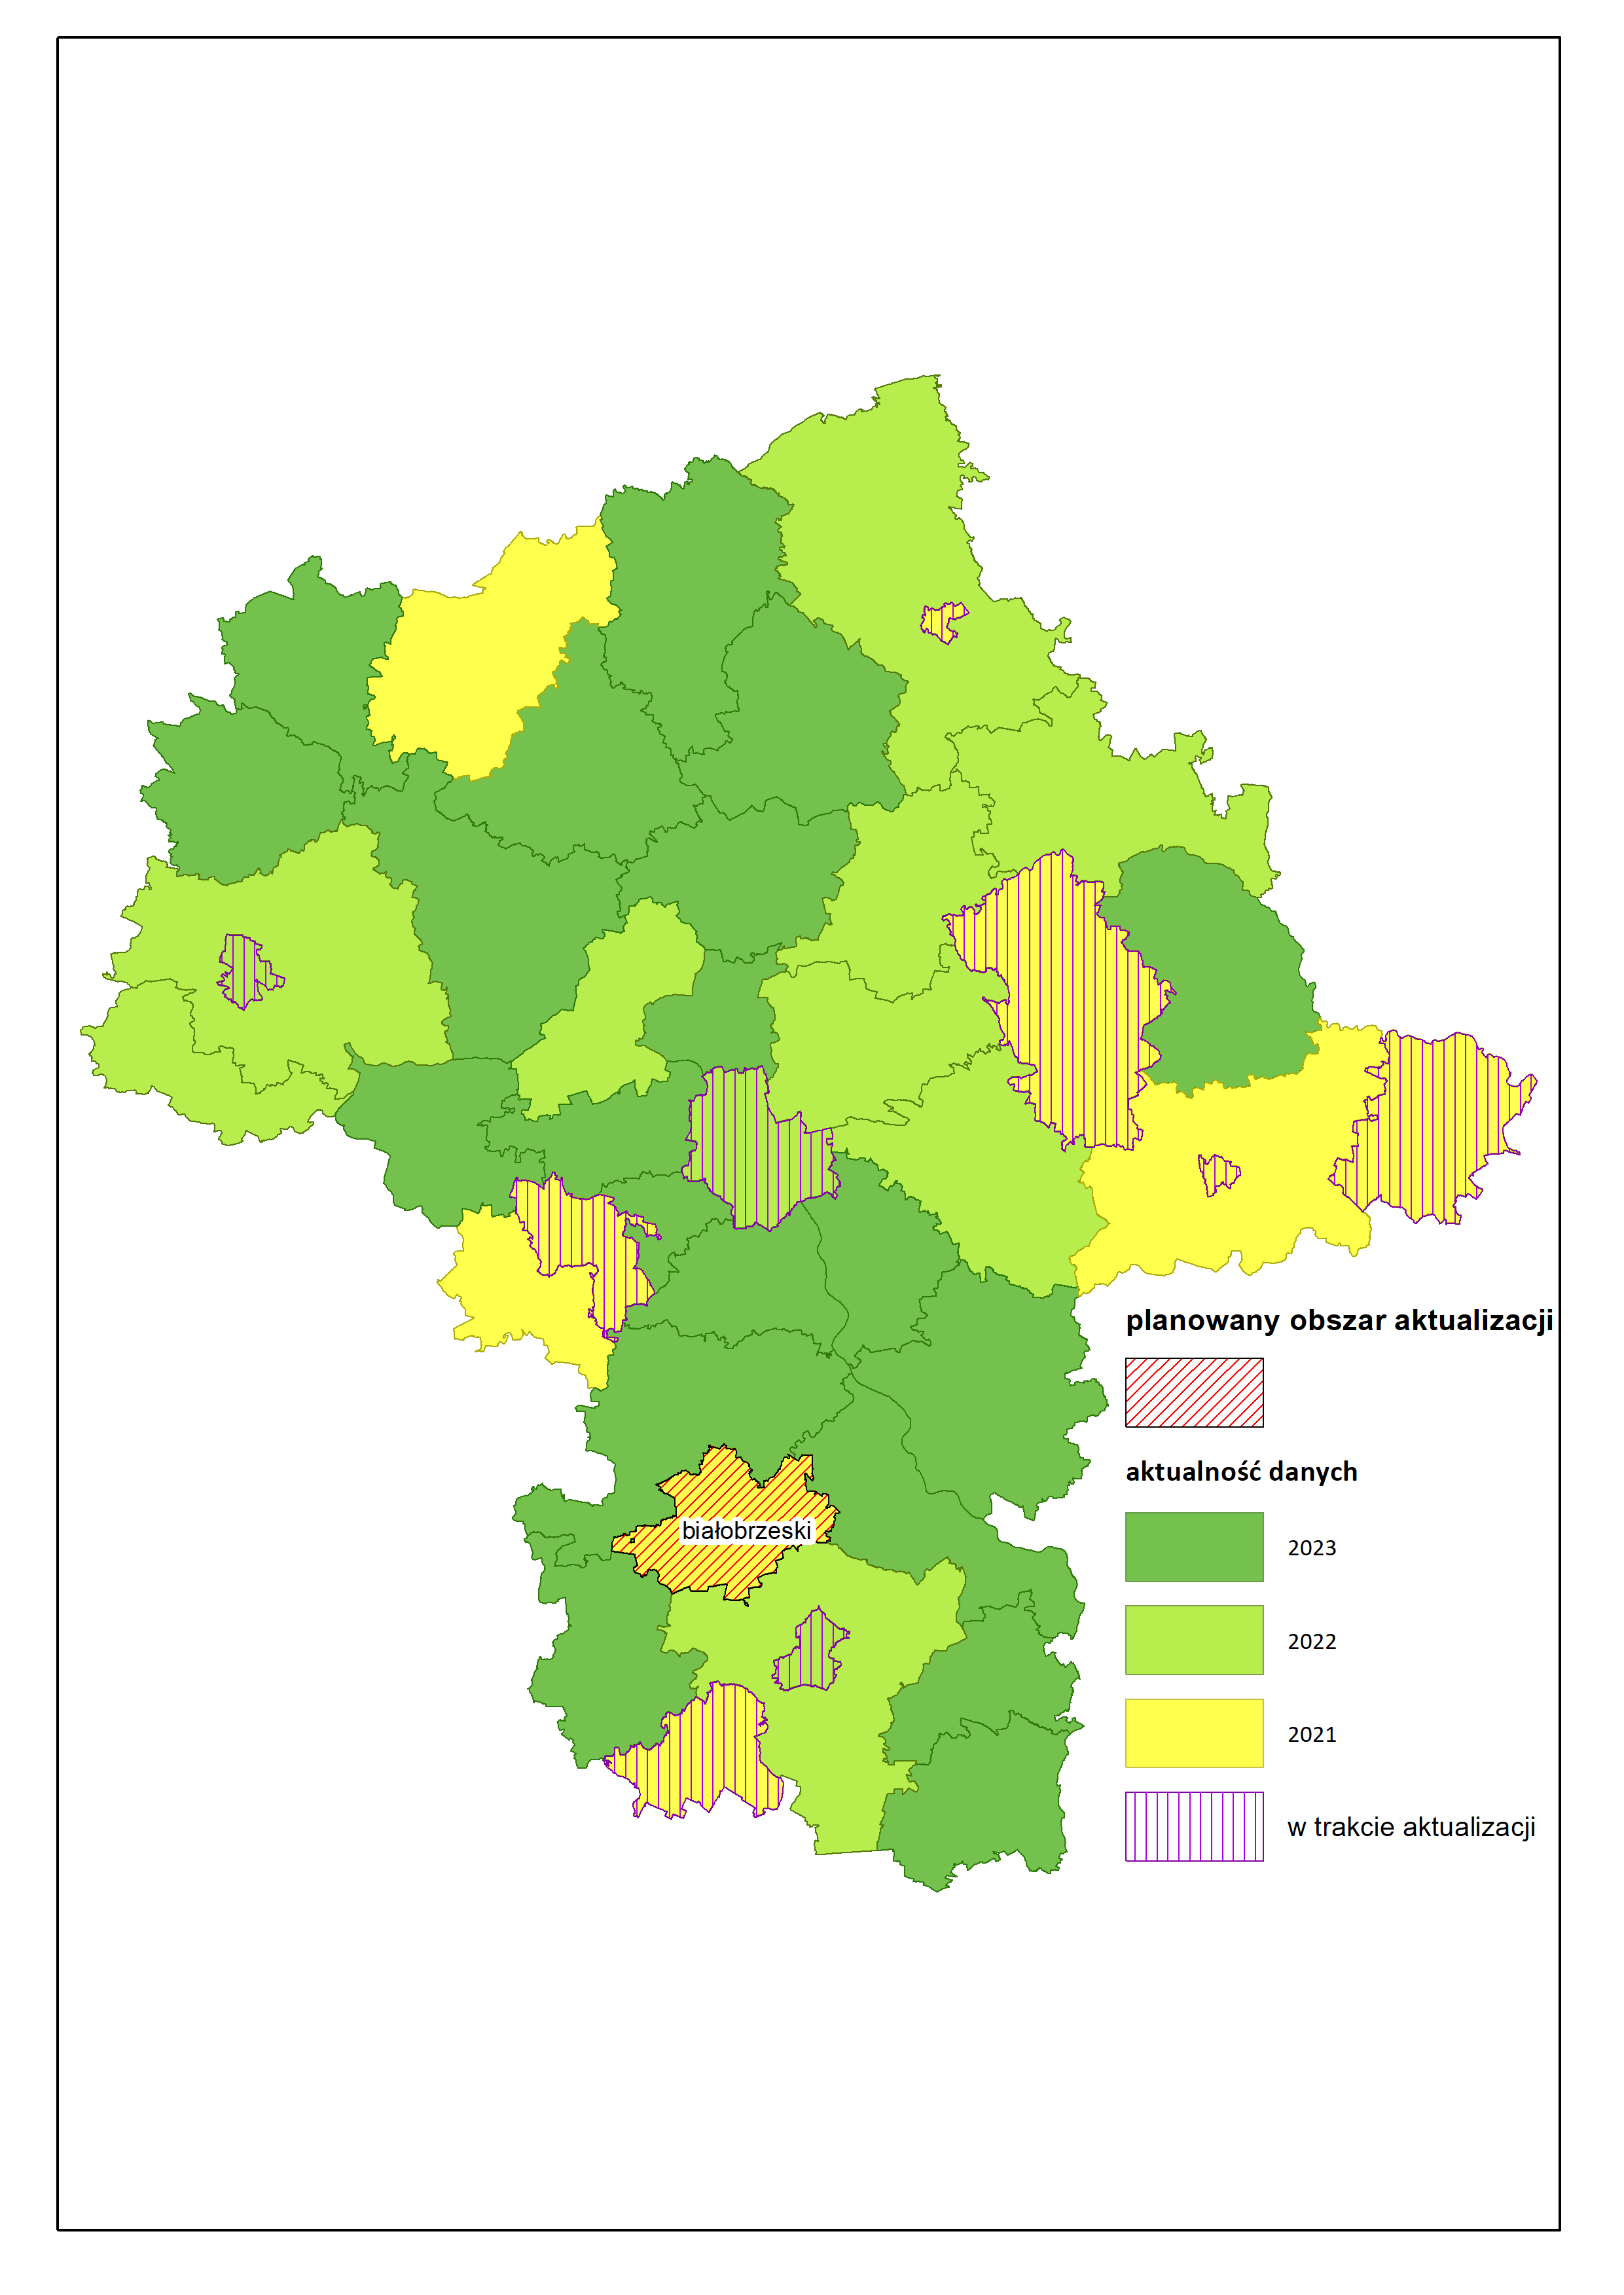 planowany obszar aktualizacji
aktualność danych
białobrzeski
2023
2022
2021
w trakcie aktualizacji